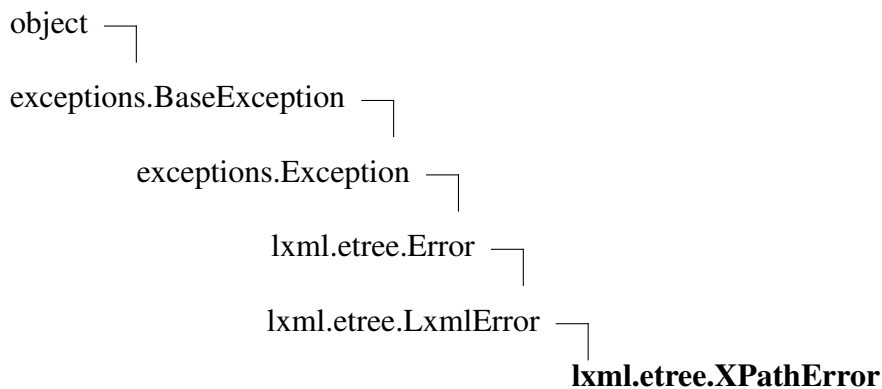 object
exceptions.BaseException
exceptions.Exception
lxml.etree.Error
lxml.etree.LxmlError
lxml.etree.XPathError